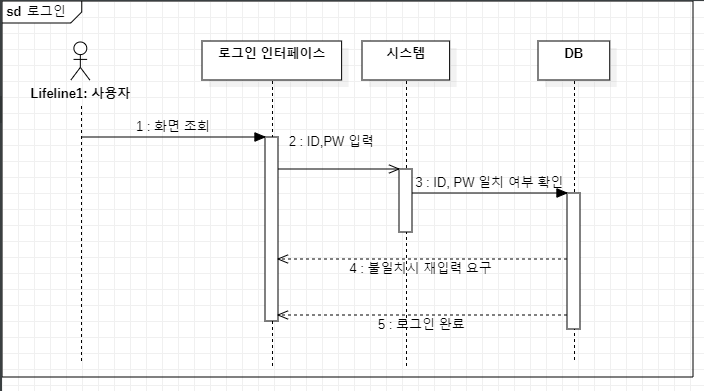 sd 로그인
로그인 인터페이스
시스템
DB
Lifeline1: 사용자
1 : 화면 조회
2 : ID,PW 입력
3 : ID, PW 일치 여부 확인
4 : 불일치시 재입력 요구
5 : 로그인 완료